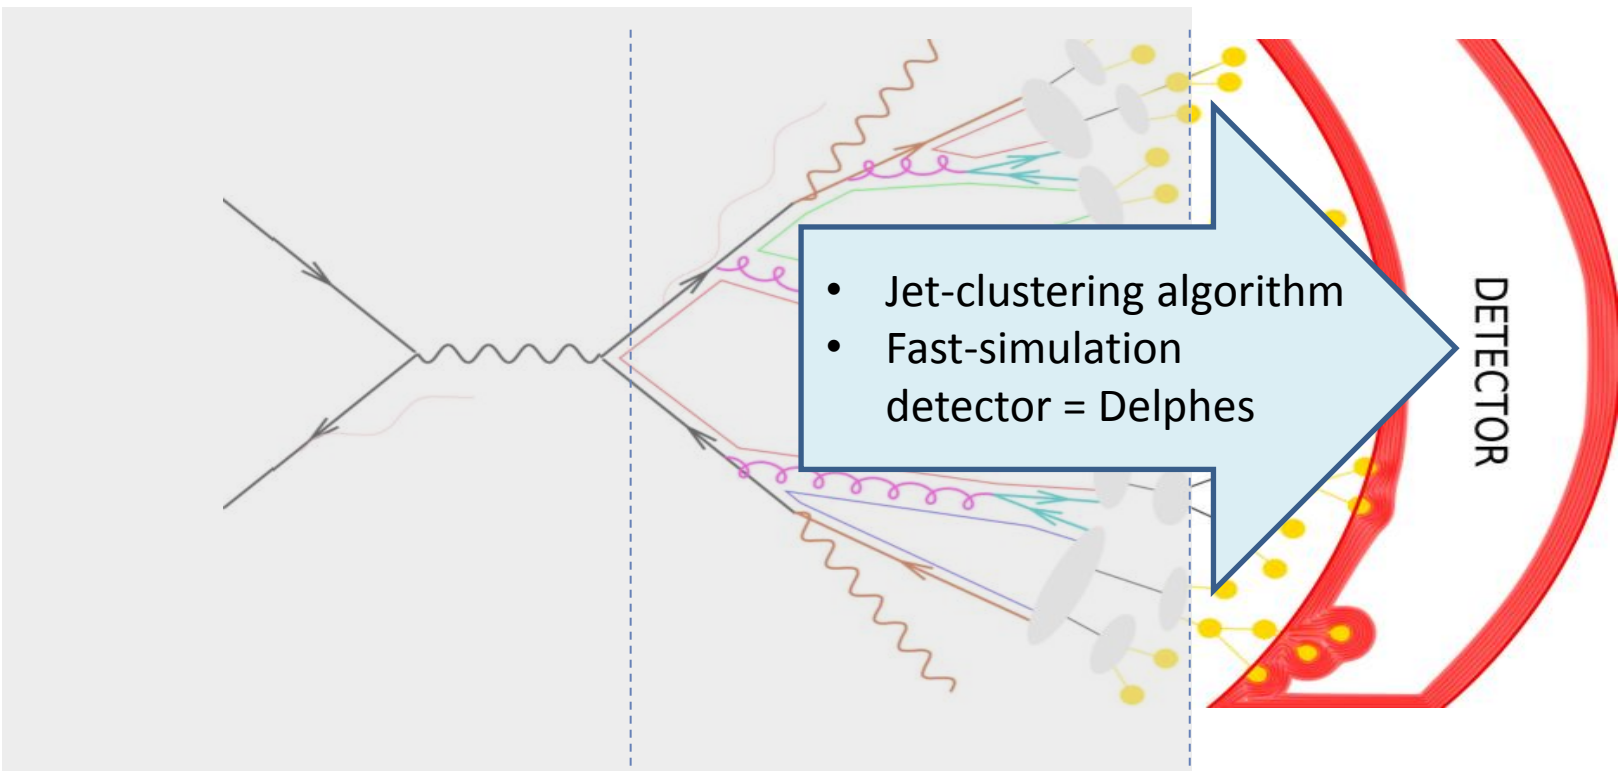 • Jet-clustering algorithm
• Fast-simulation
detector = Delphes
DETECTOR